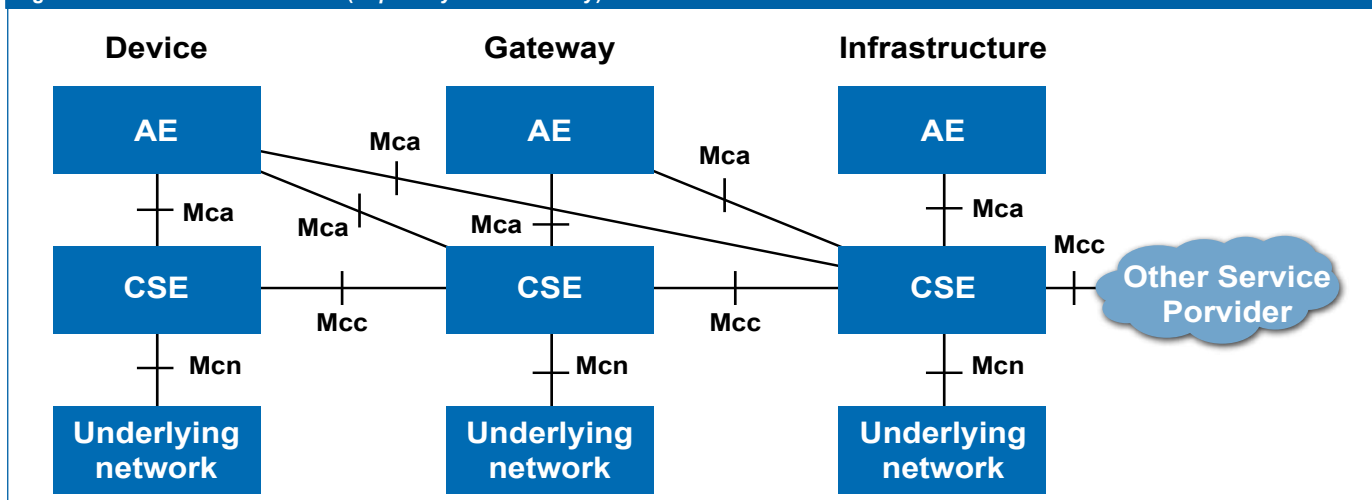 Device Gateway Infrastructure
AE AE AE
Mca Mca
Mca Mca Mca Mca
Mcc
CSE CSE CSE
Other Service
Porvider
Mcc Mcc
Mcn Mcn Mcn
Underlying
network
Underlying
network
Underlying
network